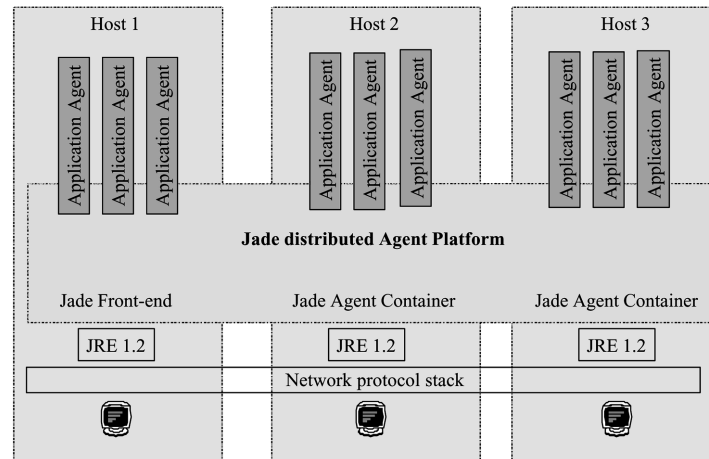 Host 1
Host 2
Host 3
Application Agent
Application Agent
Application Agent
Application Agent
Application Agent
Application Agent
Application Agent
Application Agent
Application Agent
Jade distributed Agent Platform
Jade Front-end
Jade Agent Container
Jade Agent Container
JRE 1.2
JRE 1.2
JRE 1.2
Network protocol stack